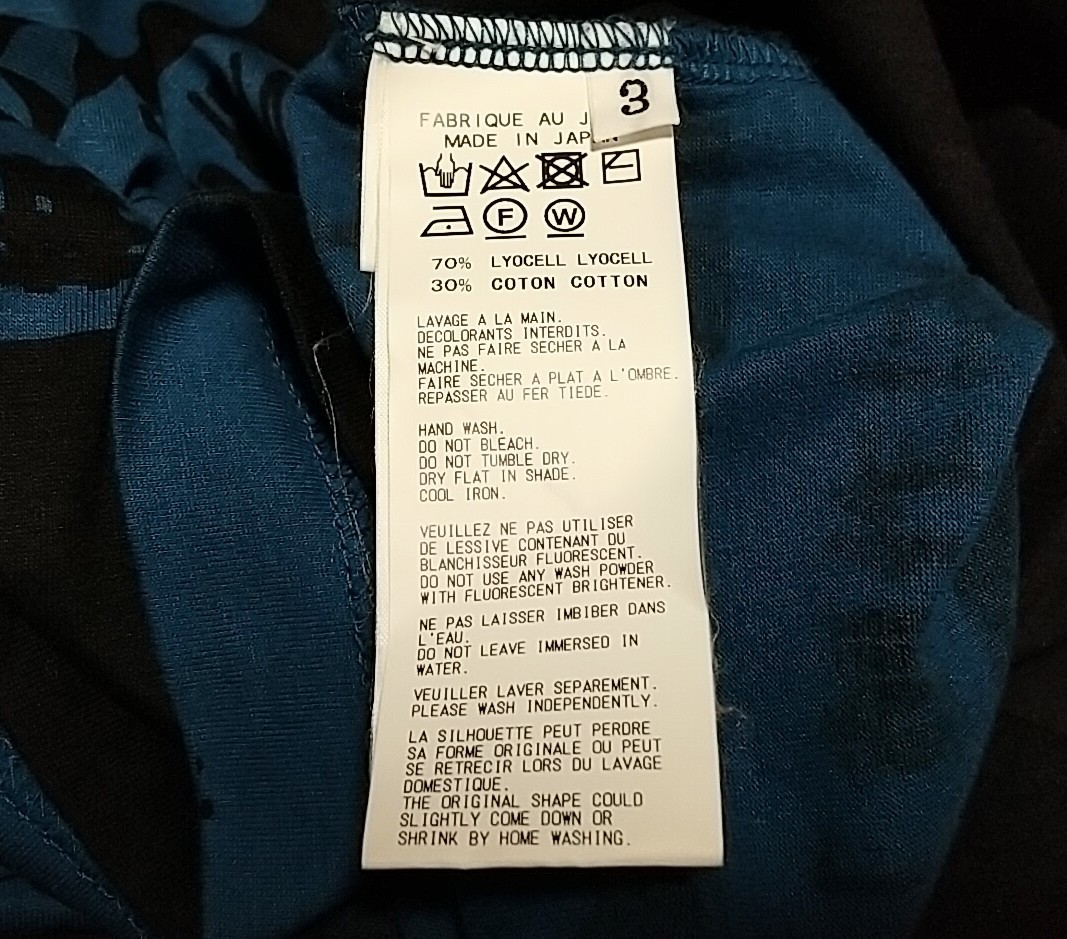 3
FABRIQUE AU J
MADE IN JAPAN
F W
70% LYOCELL LYOCELL
30% COTON COTTON
LAVAGE A LA MAIN.
DECOLORANTS INTERDITS.
NE PAS FAIRE SECHER A LA
MACHINE.
FAIRE SECHER A PLAT A L'OMBRE.
REPASSER AU FER TIEDE.
HAND WASH.
DO NOT BLEACH.
DO NOT TUMBLE DRY.
DRY FLAT IN SHADE.
COOL IRON.
VEUILLEZ NE PAS UTILISER
DE LESSIVE CONTENANT DU
BLANCHISSEUR FLUORESCENT.
DO NOT USE ANY WASH POWDER
WITH FLUORESCENT BRIGHTENER.
NE PAS LAISSER IMBIBER DANS
L'EAU.
DO NOT LEAVE IMMERSED IN
WATER.
VEUILLER LAVER SEPAREMENT.
PLEASE WASH INDEPENDENTLY.
LA SILHOUETTE PEUT PERDRE
SA FORME ORIGINALE OU PEUT
SE RETRECIR LORS DU LAVAGE
DOMESTIQUE.
THE ORIGINAL SHAPE COULD
SLIGHTLY COME DOWN OR
SHRINK BY HOME WASHING.